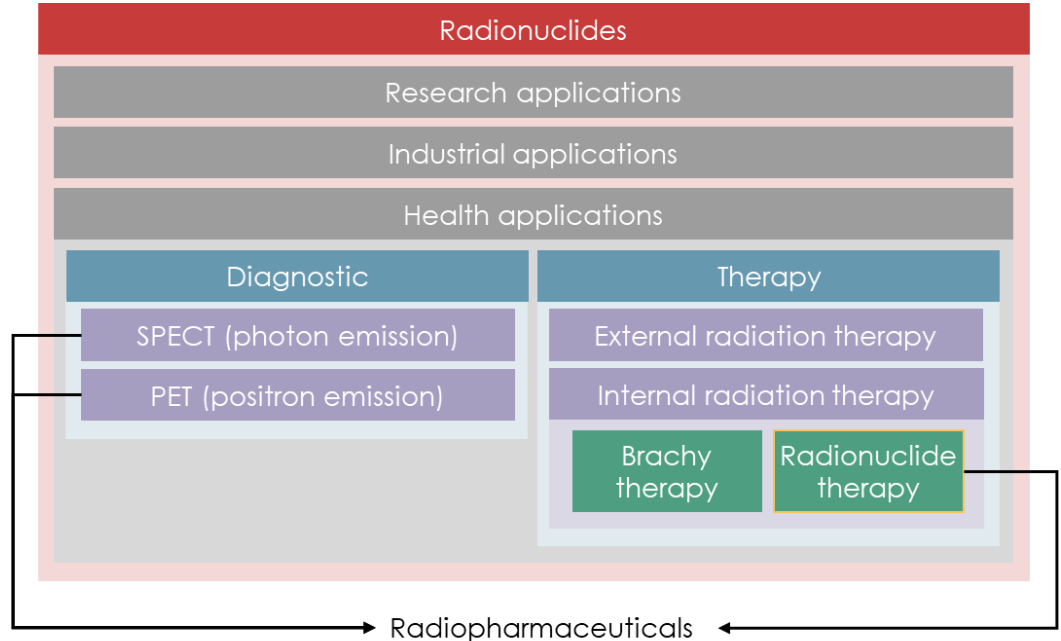 Radionuclides
Research applications
Industrial applications
Health applications
Diagnostic
SPECT (photon emission)
PET (positron emission)
Therapy
External radiation therapy
Internal radiation therapy
Brachy
therapy
Radionuclide
therapy
Radiopharmaceuticals